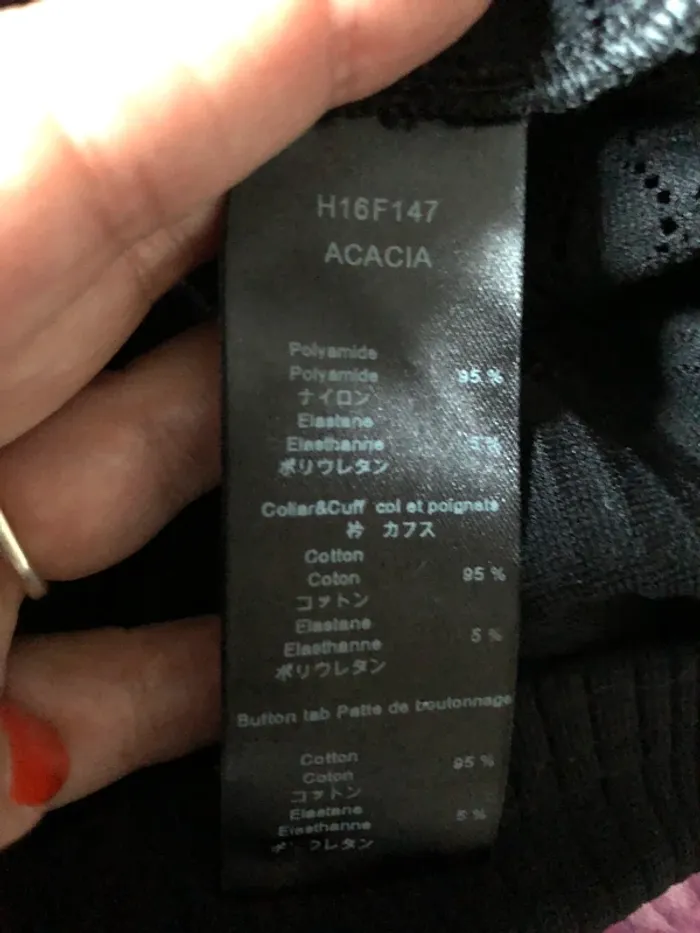 H16F147
ACACIA
Polyamide
Polyamide 95 %
ナイロン
Elastane
Elasthanne 5 %
ポリウレタン
Collar&Cuff col et poignets
衿 カフス
Cotton
Coton 95 %
コットン
Elastane
Elasthanne 5 %
ポリウレタン
Button tab Patte de boutonnage
Cotton
Coton 95 %
コットン
Elastane
Elasthanne 5 %